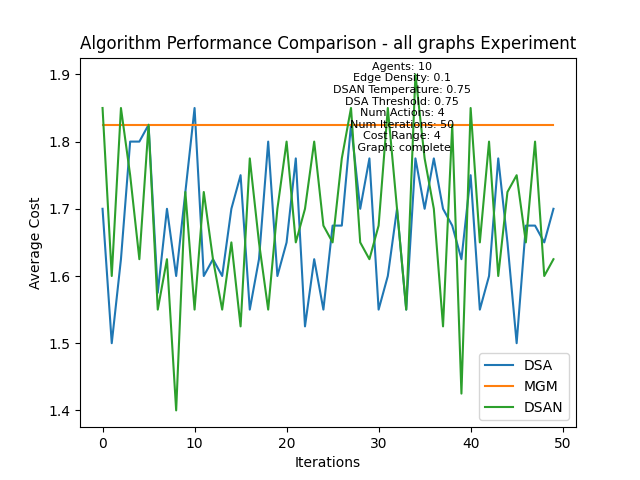 Algorithm Performance Comparison - all graphs Experiment
Agents: 10
Edge Density: 0.1
DSAN Temperature: 0.75
DSA Threshold: 0.75
Num Actions: 4
Num Iterations: 50
Cost Range: 4
Graph: complete
1.9
1.8
1.7
1.6
1.5
1.4
Average Cost
0
10
20
30
40
50
Iterations
DSA
MGM
DSAN